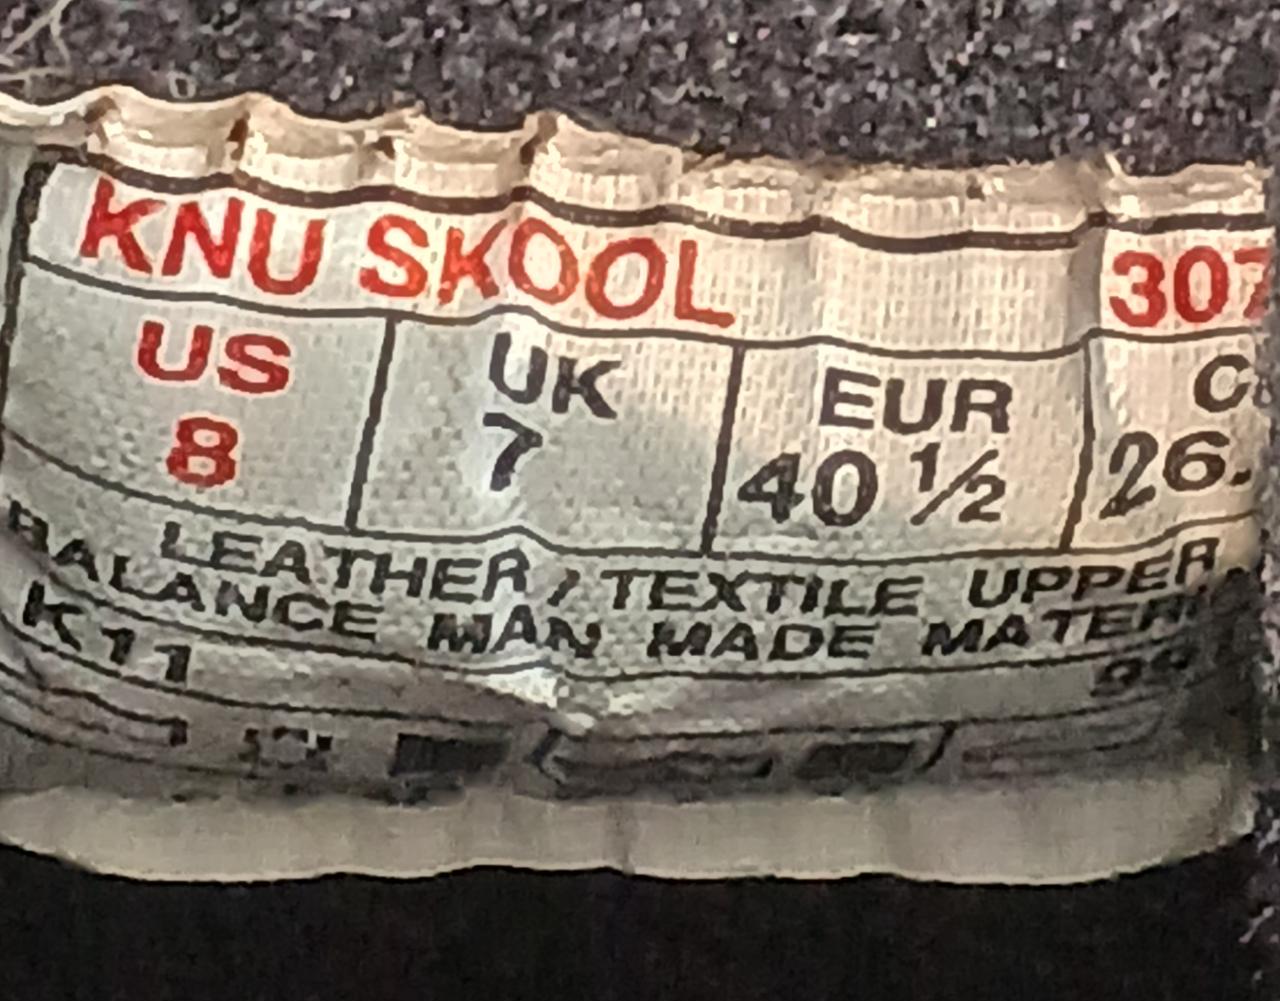 KNU SKOOL 307
US UK EUR
8 7 40 ½ 26.
LEATHER / TEXTILE UPPER
BALANCE MAN MADE
K11